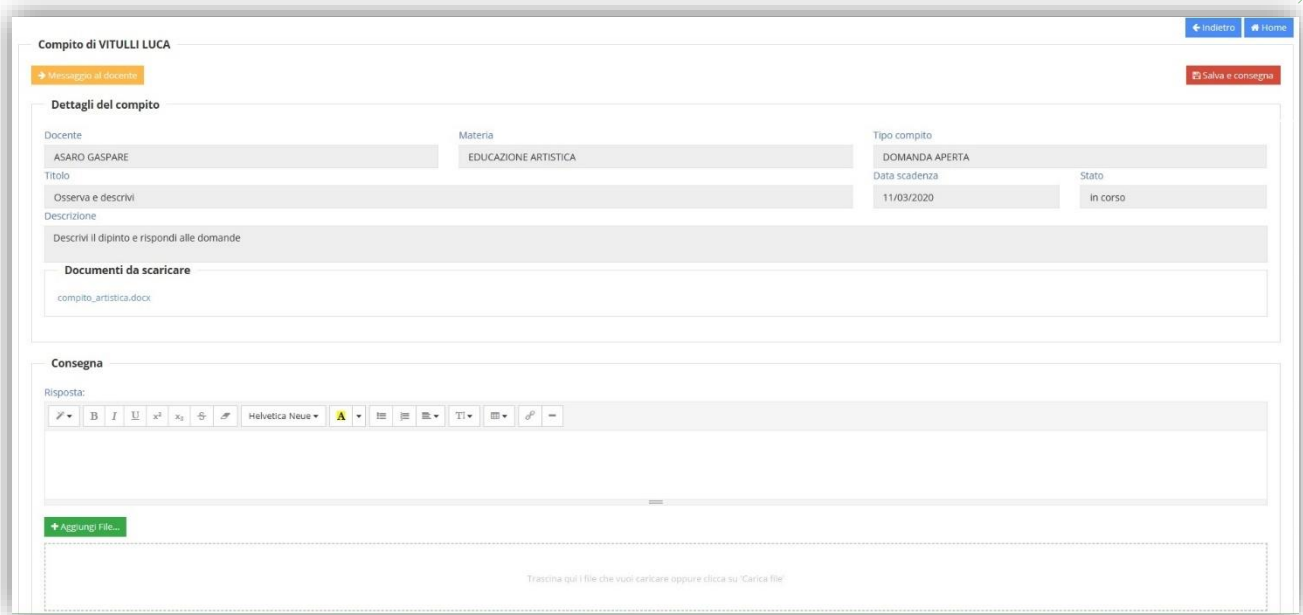 Indietro Home
Compito di VITULLI LUCA
Messaggio al docente Salva e consegna
Dettagli del compito
Docente Materia Tipo compito
ASARO GASPARE EDUCAZIONE ARTISTICA DOMANDA APERTA
Titolo Data scadenza Stato
Osserva e descrivi 11/03/2020 in corso
Descrizione
Descrivi il dipinto e rispondi alle domande
Documenti da scaricare
compito_artistica.docx
Consegna
Risposta:
B I U x² x₂ S Helvetica Neue A TI
+ Aggiungi File...
Trascina qui i file che vuoi caricare oppure clicca su 'Carica file'